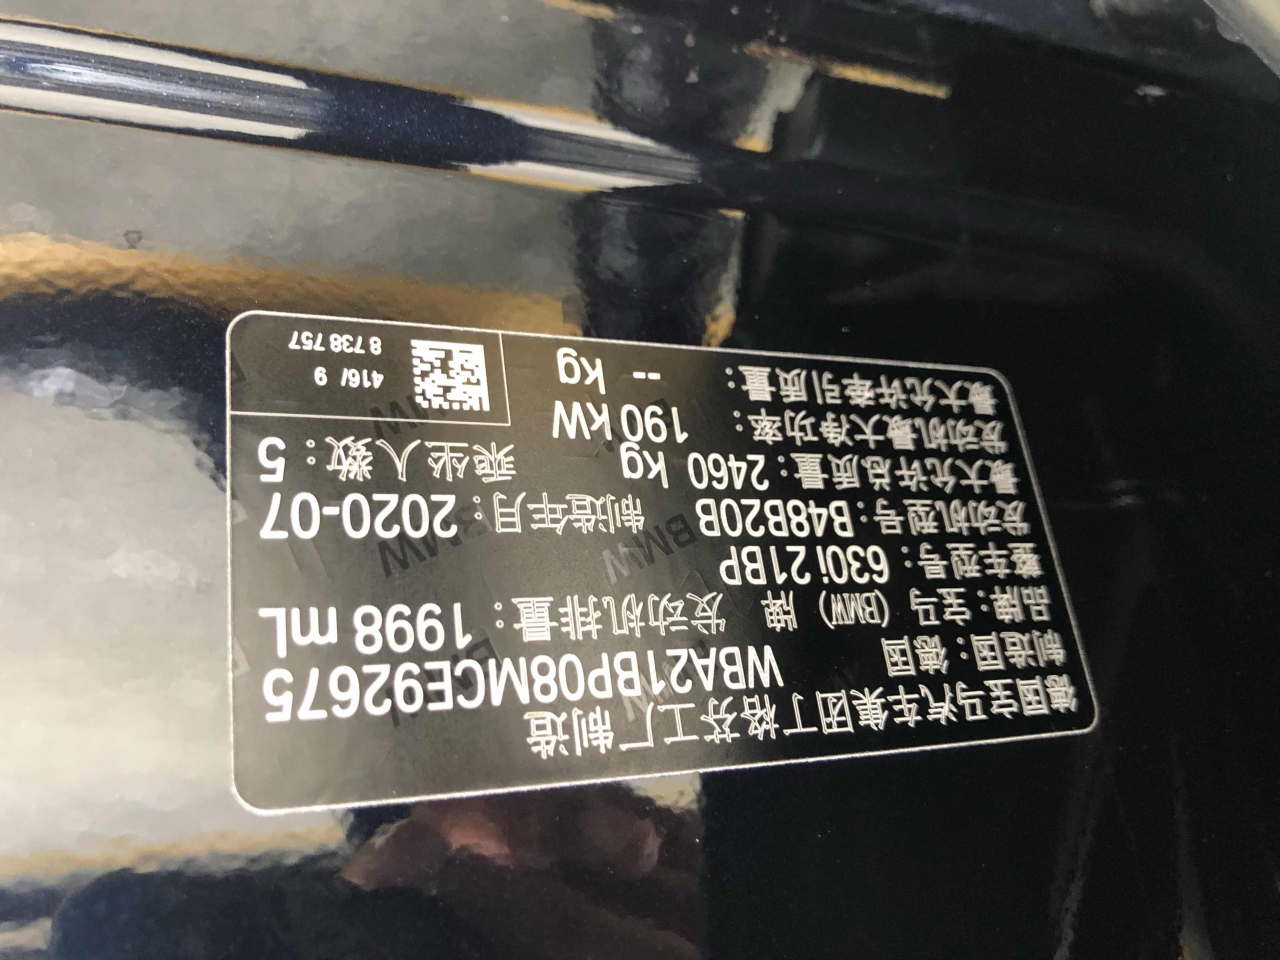 德国宝马汽车集团丁格芬工厂 制造
制造国：德国 WBA21BP08MCE92675
品牌：宝马 (BMW) 牌 发动机排量：1998 mL
整车型号：630i 21BP
发动机型号：B48B20B 制造年月：2020-07
最大允许总质量：2460 kg 乘坐人数：5
发动机最大净功率： 190 kW
最大允许牵引质量： -- kg
416/ 9
8 738 757